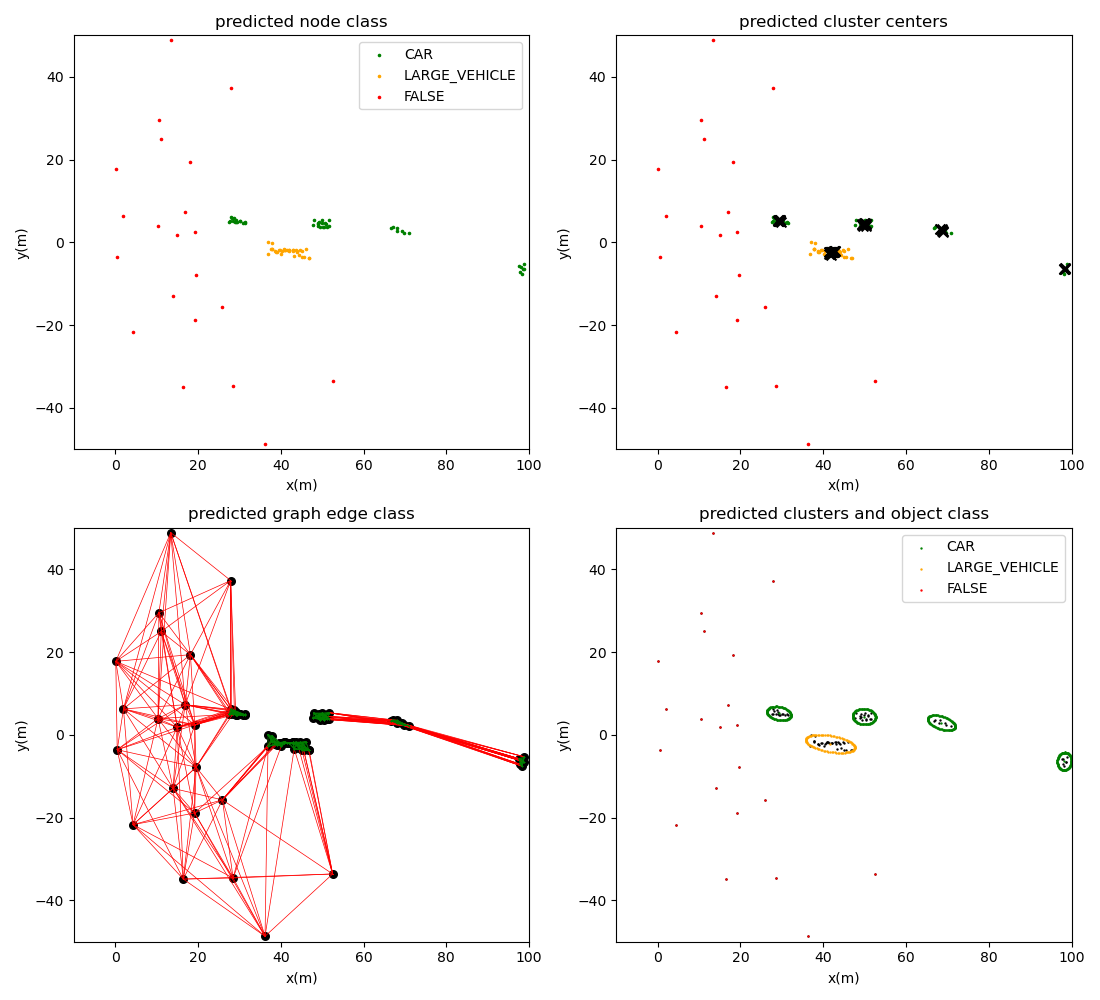 predicted node class
CAR
LARGE_VEHICLE
FALSE
40
20
0
−20
−40
y(m)
0 20 40 60 80 100
x(m)
predicted cluster centers
40
20
0
−20
−40
y(m)
0 20 40 60 80 100
x(m)
predicted graph edge class
40
20
0
−20
−40
y(m)
0 20 40 60 80 100
x(m)
predicted clusters and object class
CAR
LARGE_VEHICLE
FALSE
40
20
0
−20
−40
y(m)
0 20 40 60 80 100
x(m)